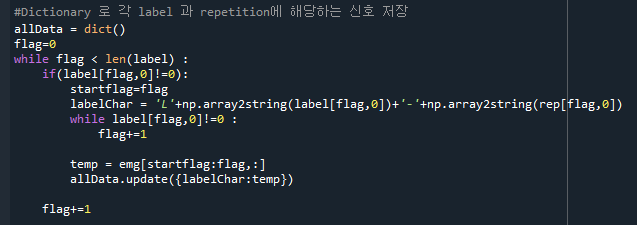 #Dictionary 로 각 label 과 repetition에 해당하는 신호 저장
allData = dict()
flag=0
while flag < len(label) :
    if(label[flag,0]!=0):
        startflag=flag
        labelChar = 'L'+np.array2string(label[flag,0])+'-'+np.array2string(rep[flag,0])
        while label[flag,0]!=0 :
            flag+=1

        temp = emg[startflag:flag,:]
        allData.update({labelChar:temp})

    flag+=1